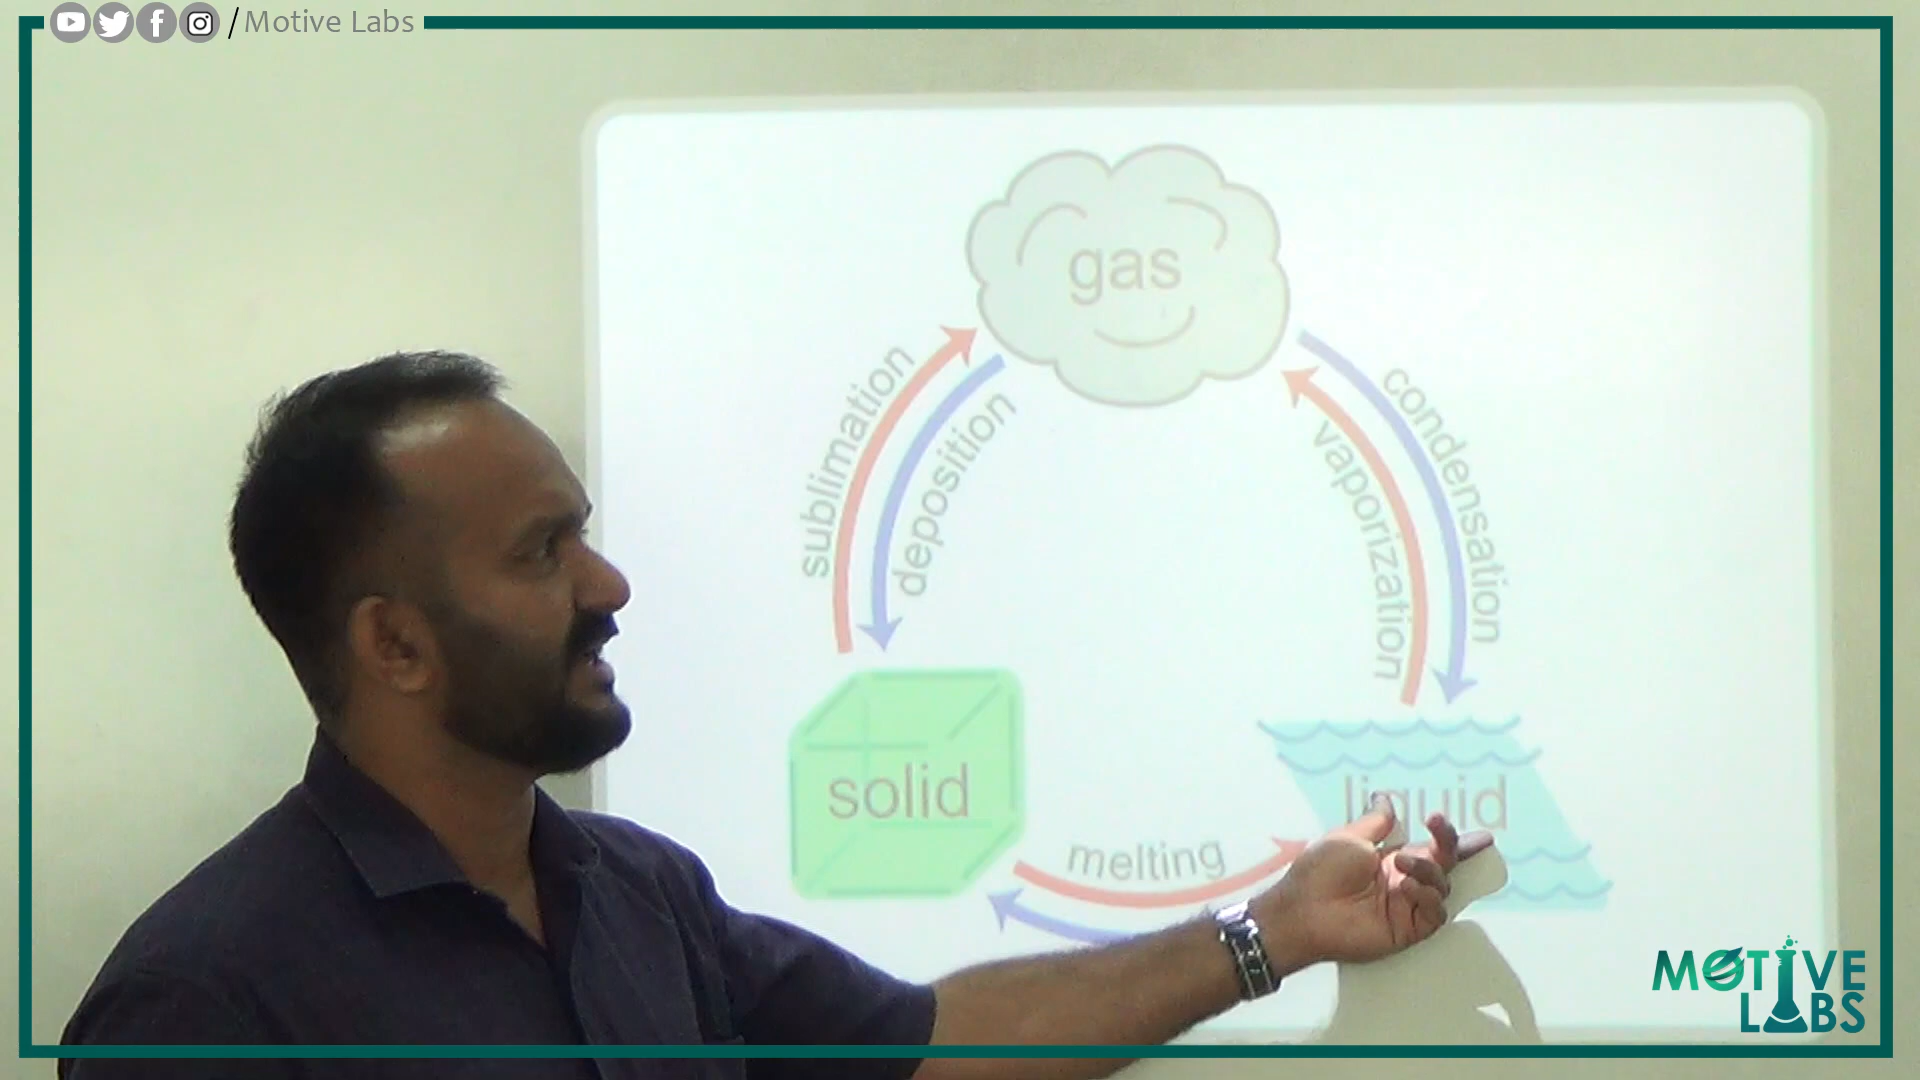 /Motive Labs
gas
sublimation
deposition
condensation
vaporization
solid
liquid
melting
MOTIVE
LABS